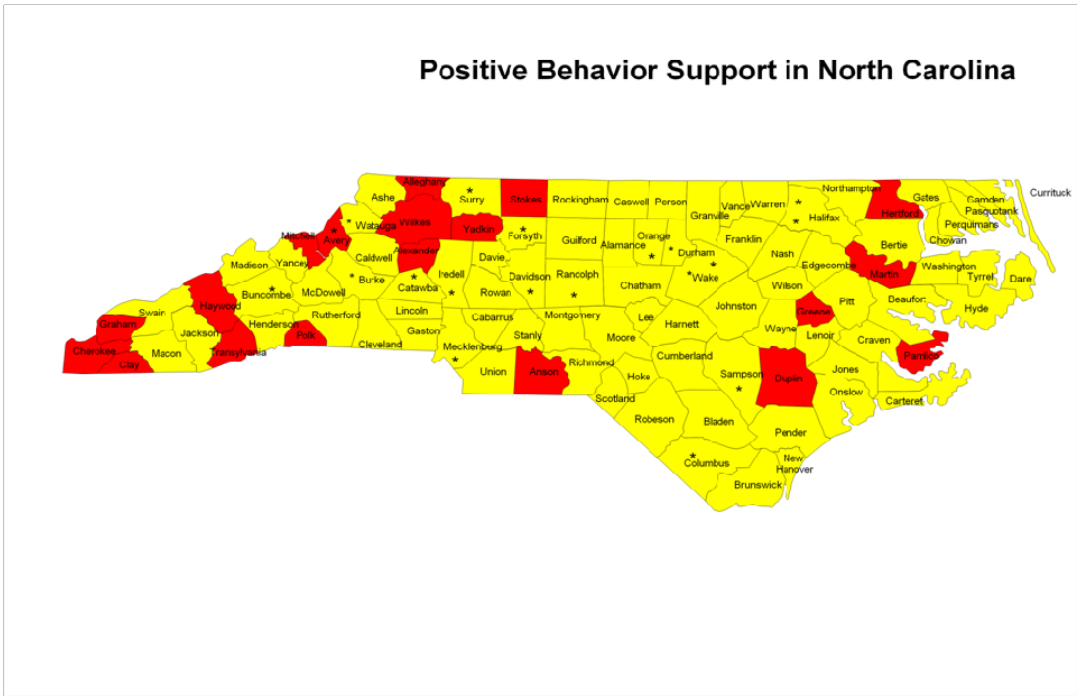 Positive Behavior Support in North Carolina
Currituck
Alleghany
Ashe
*
Surry
Stokes
Rockingham
Caswell
Person
Vance
Warren
*
Northampton
Gates
Camden
Pasquotank
Perquimans
Chowan
Hertford
Granville
*
Halifax
*
Watauga
Wilkes
Yadkin
*
Forsyth
Guilford
Alamance
Orange
*
*
Durham
Franklin
Nash
Edgecombe
Bertie
Mitchell
*
Avery
Caldwell
Alexander
Davie
Madison
Yancey
*
Burke
*
Catawba
Iredell
*
Rowan
Davidson
*
Ranolph
*
Chatham
*
*
Wake
Wilson
Martin
Washington
Tyrrel
Dare
Haywood
Buncombe
*
McDowell
Rutherford
Lincoln
Gaston
Cabarrus
Stanly
Montgomery
Moore
Lee
Harnett
Johnston
Wayne
Greene
Pitt
Beaufort
Hyde
Swain
Graham
Jackson
Henderson
Polk
Cleveland
Mecklenburg
*
Lenoir
Craven
Pamlico
Cherokee
Clay
Macon
*
Transylvania
Union
Anson
Richmond
Hoke
Scotland
Cumberland
Sampson
*
Duplin
Jones
Onslow
Carteret
Robeson
Bladen
Pender
*
Columbus
New
Hanover
Brunswick